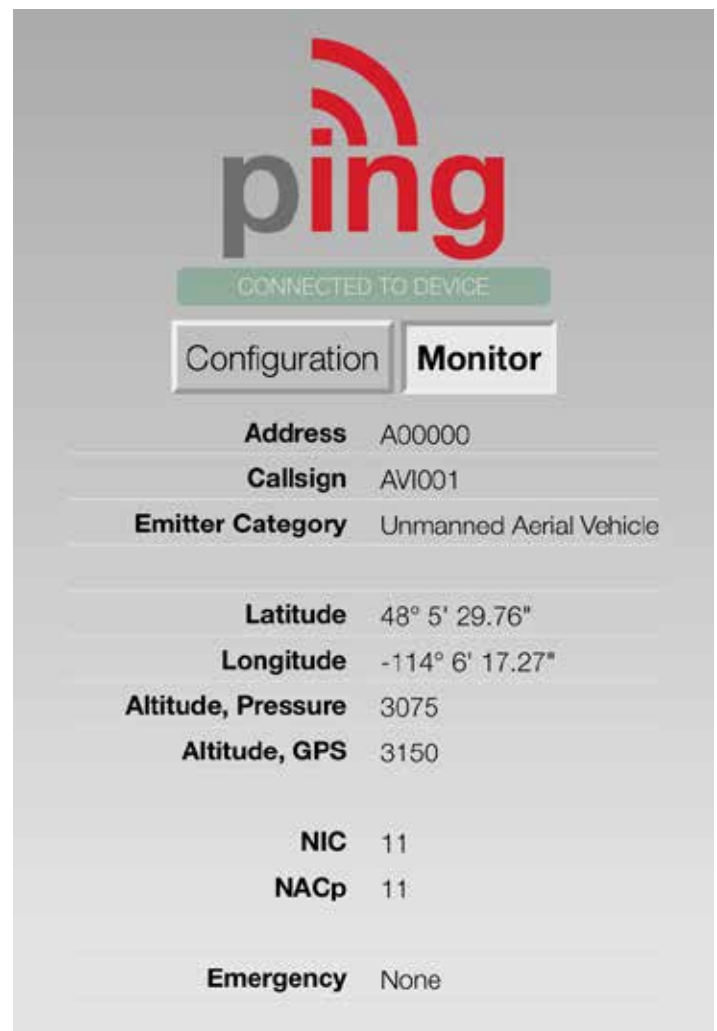 ping
CONNECTED TO DEVICE
Configuration Monitor
Address A00000
Callsign AVI001
Emitter Category Unmanned Aerial Vehicle
Latitude 48° 5' 29.76"
Longitude -114° 6' 17.27"
Altitude, Pressure 3075
Altitude, GPS 3150
NIC 11
NACp 11
Emergency None